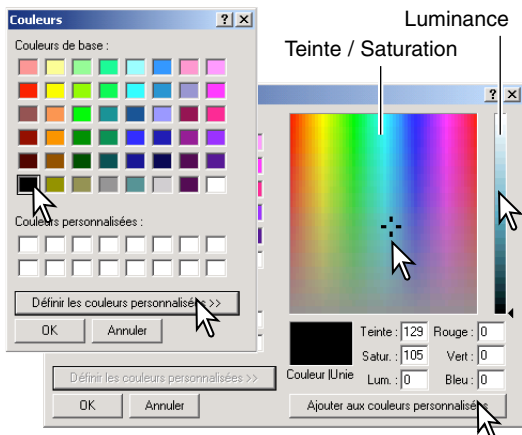 Luminance
Teinte / Saturation
Couleurs
Couleurs de base :
Couleurs personnalisées :
Définir les couleurs personnalisées >>
OK Annuler
Couleur |Unie
Teinte : 129 Rouge : 0
Satur. : 105 Vert : 0
Lum. : 0 Bleu : 0
Définir les couleurs personnalisées >>
OK Annuler
Ajouter aux couleurs personnalisées